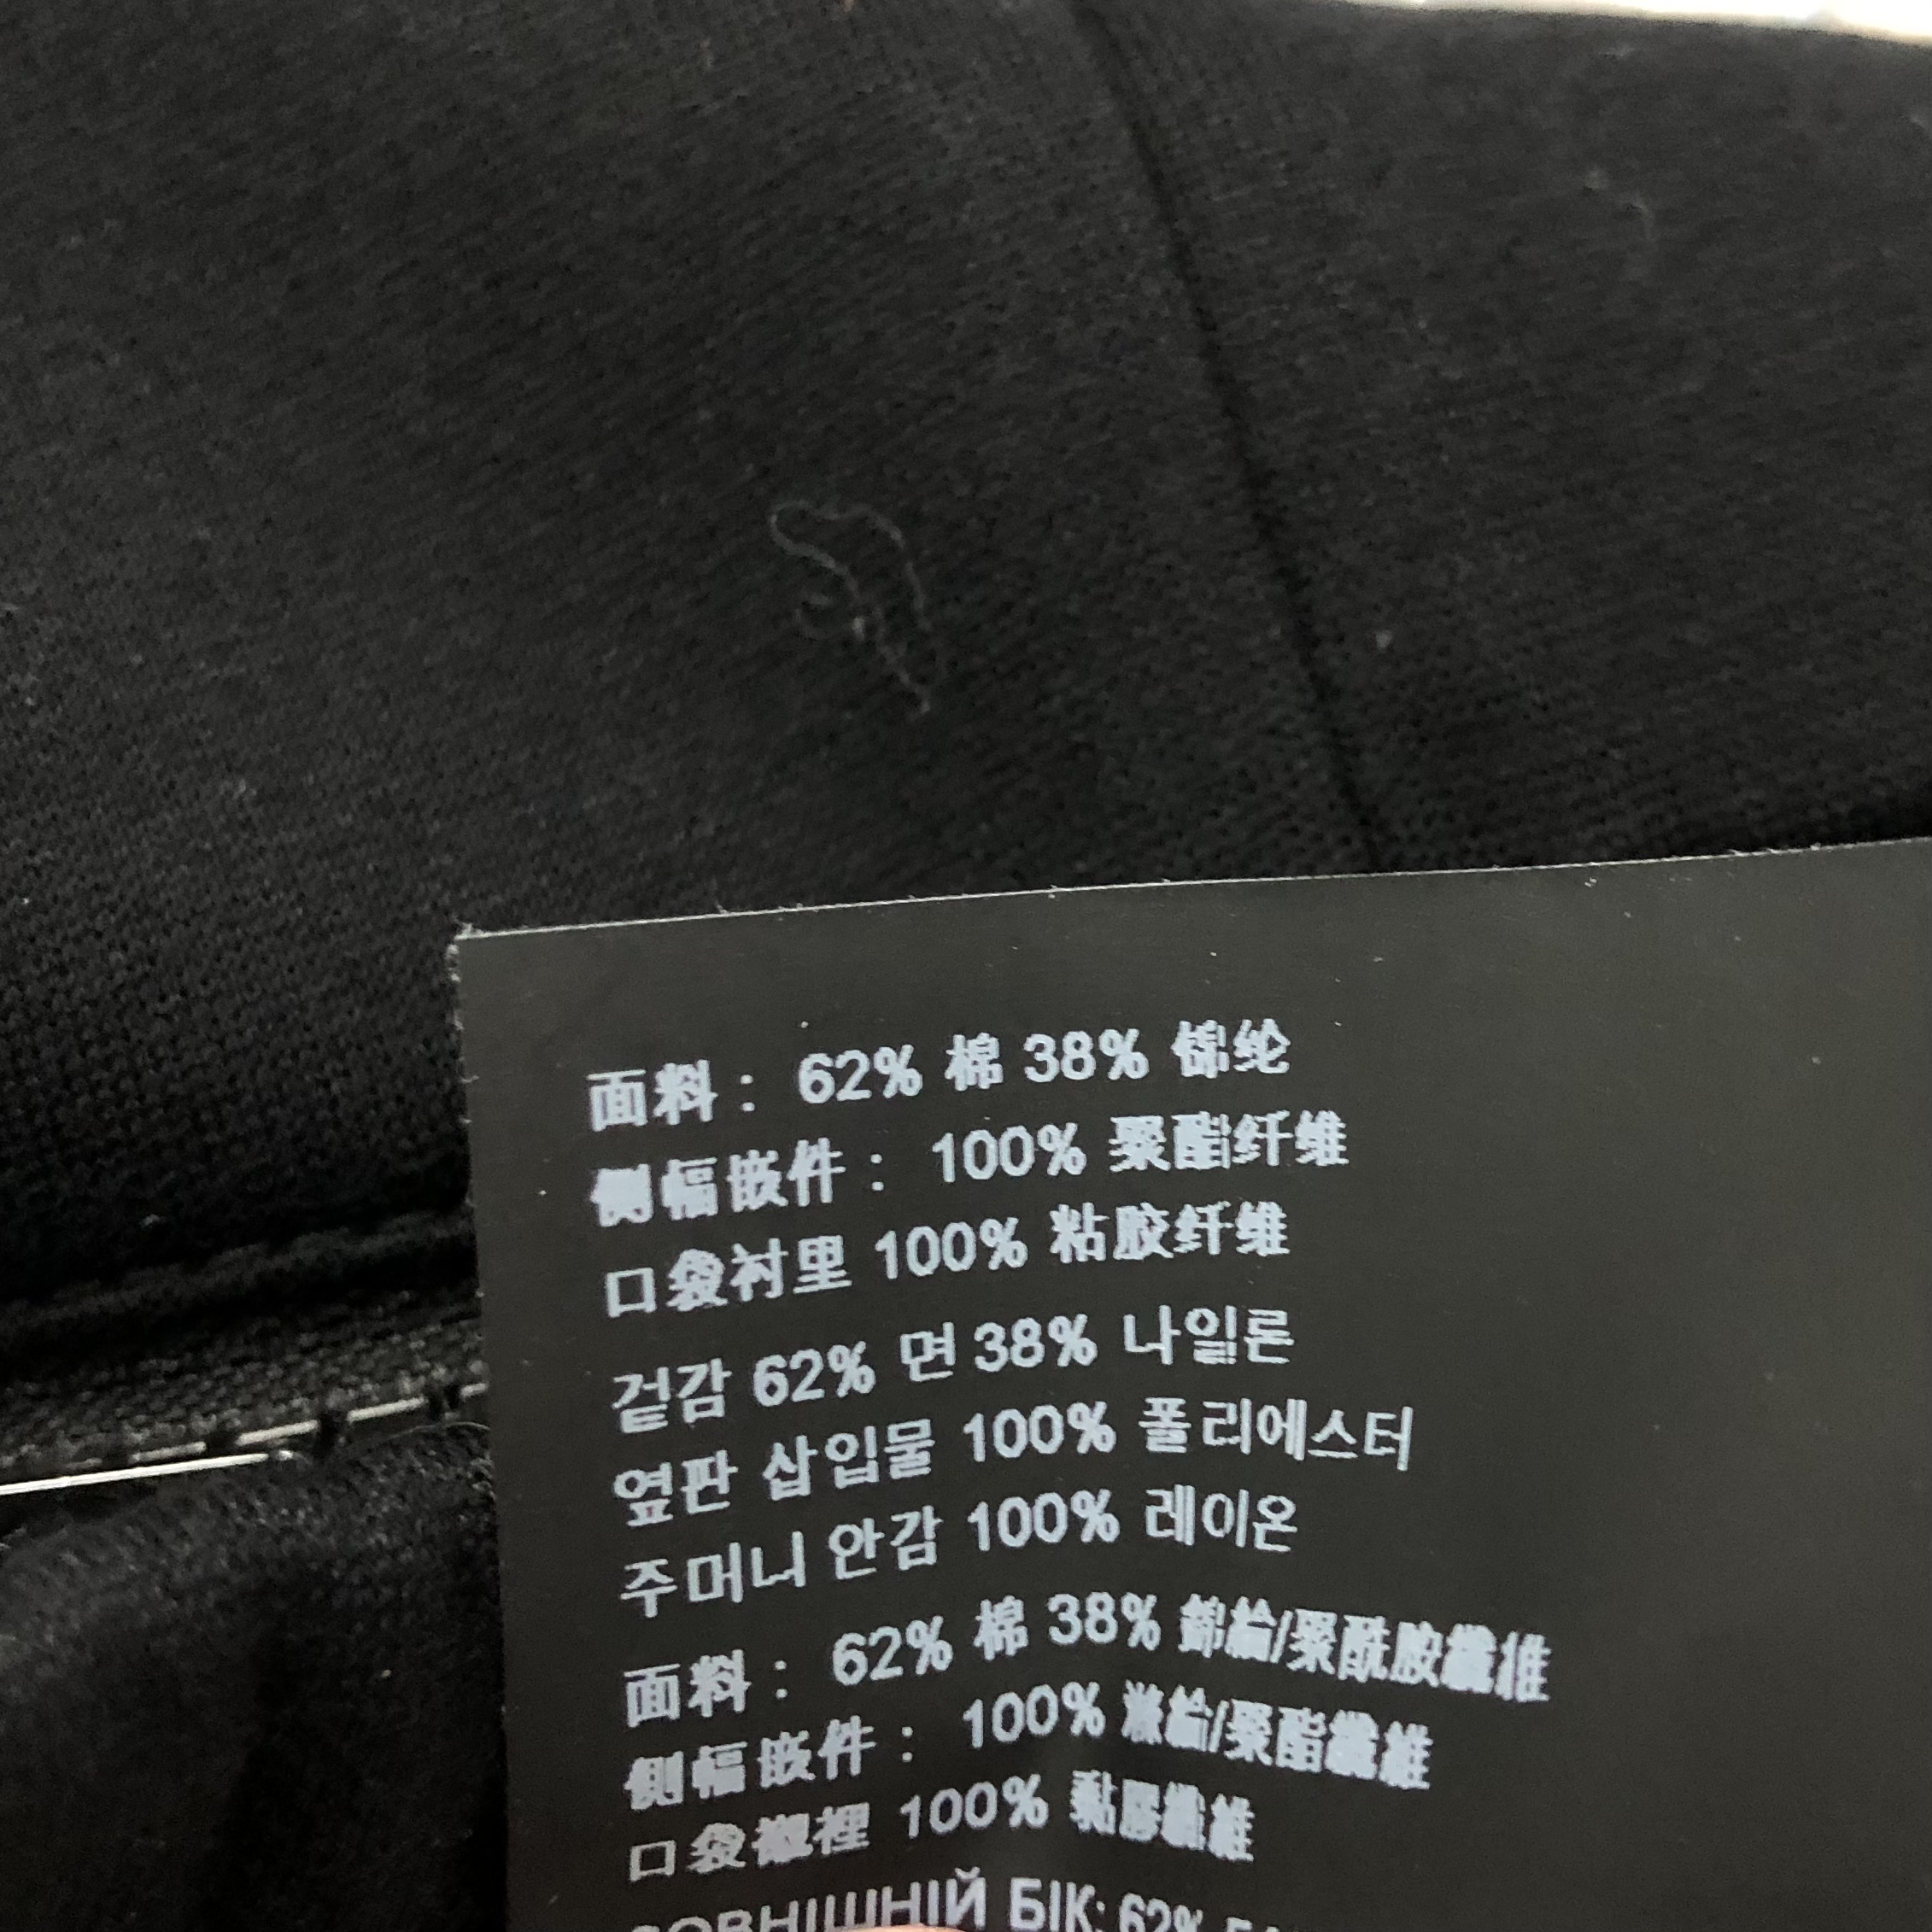 面料： 62% 棉 38% 锦纶
侧幅嵌件： 100% 聚酯纤维
口袋衬里 100% 粘胶纤维
겉감 62% 면 38% 나일론
옆판 삽입물 100% 폴리에스터
주머니 안감 100% 레이온
面料： 62% 棉 38% 錦綸/聚酰胺纖維
側幅嵌件： 100% 滌綸/聚酯纖維
口袋襯裡 100% 黏膠纖維
ЗОВНІШНІЙ БІК: 62%